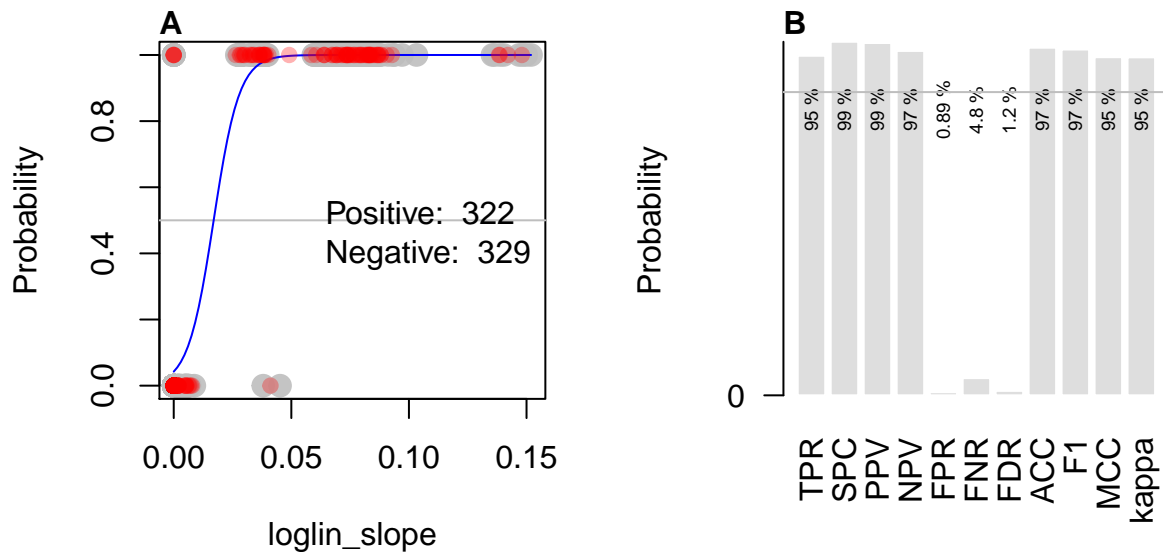 A
Probability
0.8
0.4
0.0
Positive: 322
Negative: 329
0.00 0.05 0.10 0.15
loglin_slope
B
Probability
0
95 %
99 %
99 %
97 %
0.89 %
4.8 %
1.2 %
97 %
97 %
95 %
95 %
TPR
SPC
PPV
NPV
FPR
FNR
FDR
ACC
F1
MCC
kappa